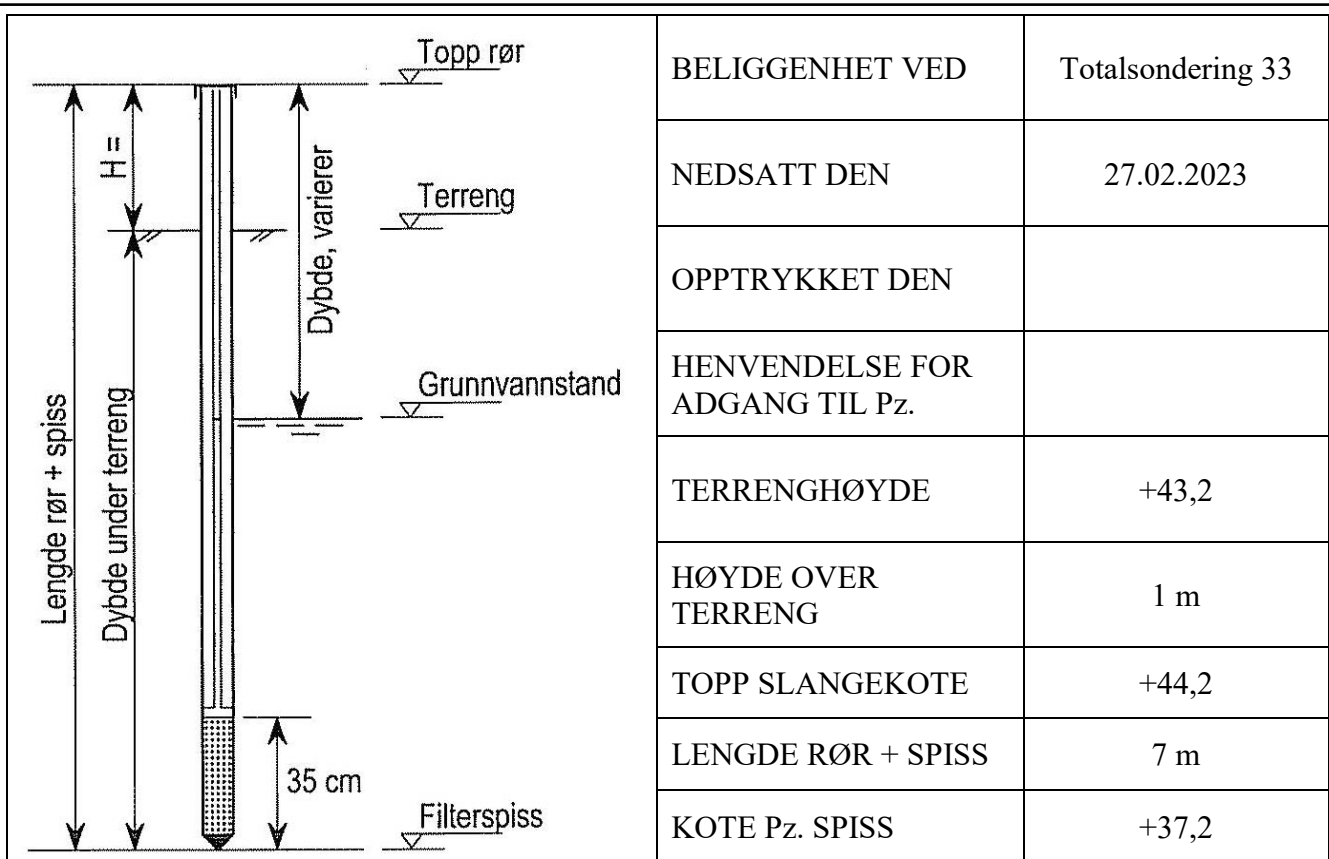 Topp rør
H =
Terreng
Dybde, varierer
Grunnvannstand
Lengde rør + spiss
Dybde under terreng
35 cm
Filterspiss
BELIGGENHET VED Totalsondering 33
NEDSATT DEN 27.02.2023
OPPTRYKKET DEN
HENVENDELSE FOR
ADGANG TIL Pz.
TERRENGHØYDE +43,2
HØYDE OVER
TERRENG 1 m
TOPP SLANGEKOTE +44,2
LENGDE RØR + SPISS 7 m
KOTE Pz. SPISS +37,2